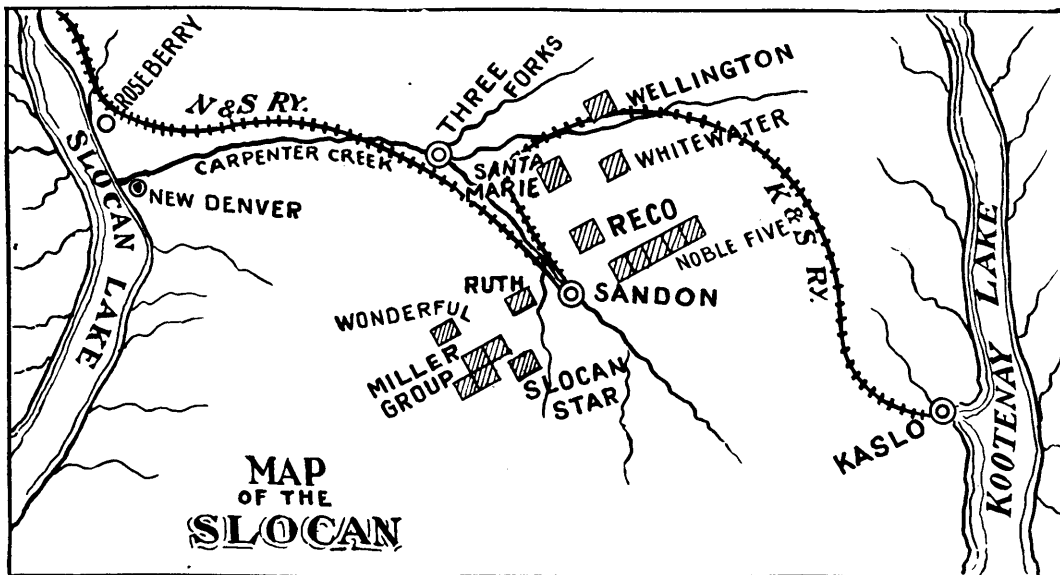 ROSEBERRY
N & S RY.
THREE
FORKS
WELLINGTON
SLOCAN
LAKE
CARPENTER CREEK
SANTA
MARIE
WHITEWATER
NEW DENVER
RECO
NOBLE FIVE
K & S RY.
KOOTENAY LAKE
RUTH
SANDON
WONDERFUL
MILLER
GROUP
SLOCAN
STAR
KASLO
MAP
OF THE
SLOCAN